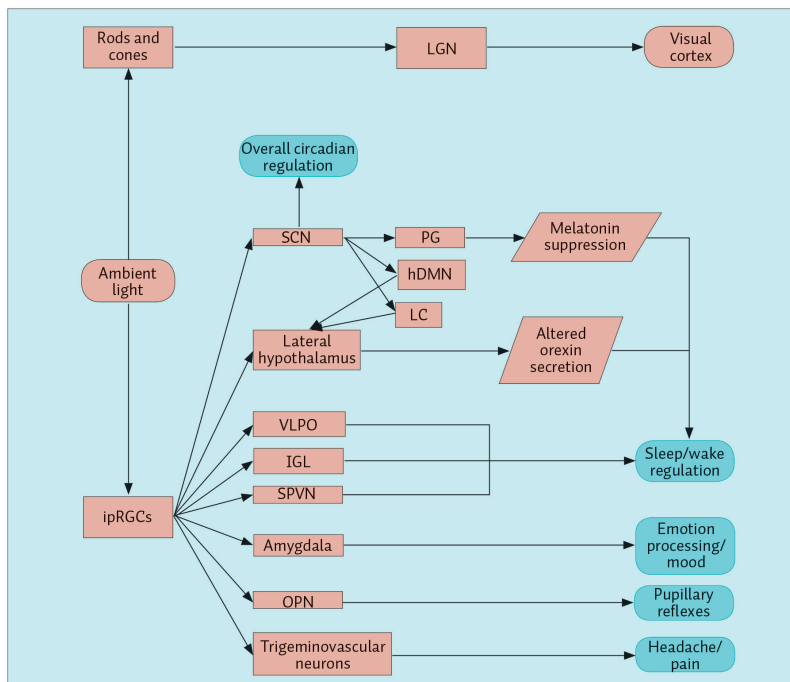 Rods and
cones
LGN
Visual
cortex
Overall circadian
regulation
SCN
PG
Melatonin
suppression
hDMN
Ambient
light
LC
Lateral
hypothalamus
Altered
orexin
secretion
VLPO
IGL
Sleep/wake
regulation
SPVN
ipRGCs
Amygdala
Emotion
processing/
mood
OPN
Pupillary
reflexes
Trigeminovascular
neurons
Headache/
pain